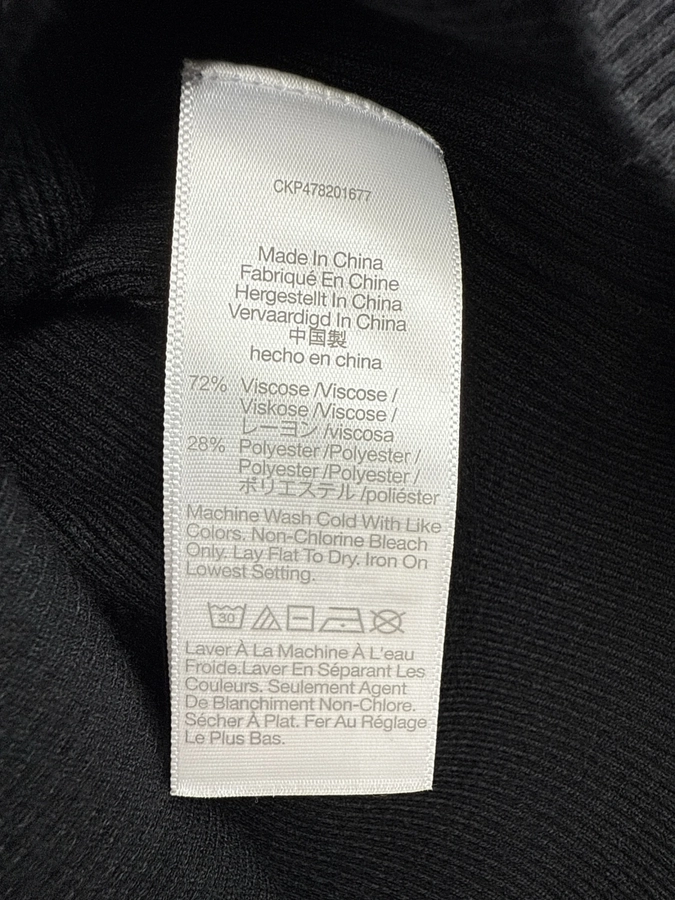 CKP478201677
Made In China
Fabriqué En Chine
Hergestellt In China
Vervaardigd In China
中国製
hecho en china
72% Viscose /Viscose /
Viskose /Viscose /
レーヨン /viscosa
28% Polyester /Polyester /
Polyester /Polyester /
ポリエステル /poliéster
Machine Wash Cold With Like
Colors. Non-Chlorine Bleach
Only. Lay Flat To Dry. Iron On
Lowest Setting.
30
Laver À La Machine À L'eau
Froide.Laver En Séparant Les
Couleurs. Seulement Agent
De Blanchiment Non-Chlore.
Sécher À Plat. Fer Au Réglage
Le Plus Bas.